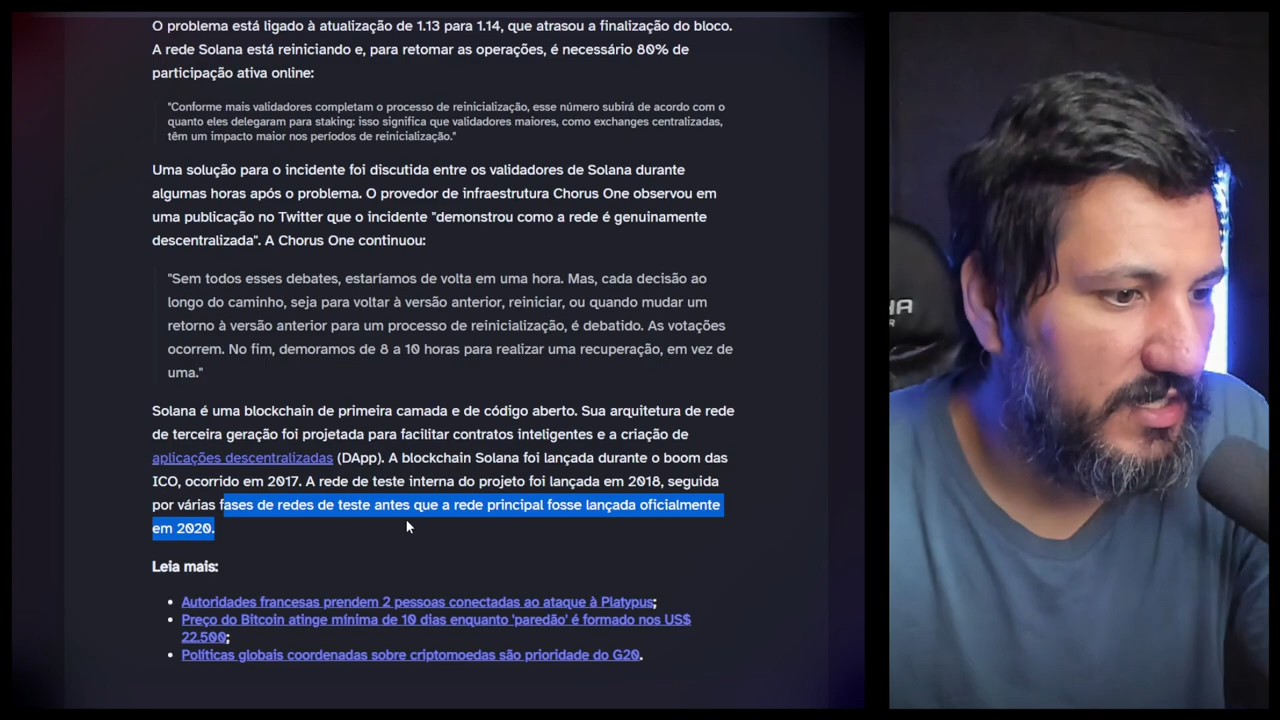 O problema está ligado à atualização de 1.13 para 1.14, que atrasou a finalização do bloco.
A rede Solana está reiniciando e, para retomar as operações, é necessário 80% de
participação ativa online:
"Conforme mais validadores completam o processo de reinicialização, esse número subirá de acordo com o
quanto eles delegaram para staking: isso significa que validadores maiores, como exchanges centralizadas,
têm um impacto maior nos períodos de reinicialização."
Uma solução para o incidente foi discutida entre os validadores de Solana durante
algumas horas após o problema. O provedor de infraestrutura Chorus One observou em
uma publicação no Twitter que o incidente "demonstrou como a rede é genuinamente
descentralizada". A Chorus One continuou:
"Sem todos esses debates, estaríamos de volta em uma hora. Mas, cada decisão ao
longo do caminho, seja para voltar à versão anterior, reiniciar, ou quando mudar um
retorno à versão anterior para um processo de reinicialização, é debatido. As votações
ocorrem. No fim, demoramos de 8 a 10 horas para realizar uma recuperação, em vez de
uma."
Solana é uma blockchain de primeira camada e de código aberto. Sua arquitetura de rede
de terceira geração foi projetada para facilitar contratos inteligentes e a criação de
aplicações descentralizadas (DApp). A blockchain Solana foi lançada durante o boom das
ICO, ocorrido em 2017. A rede de teste interna do projeto foi lançada em 2018, seguida
por várias fases de redes de teste antes que a rede principal fosse lançada oficialmente
em 2020.
Leia mais:
• Autoridades francesas prendem 2 pessoas conectadas ao ataque à Platypus;
• Preço do Bitcoin atinge mínima de 10 dias enquanto 'paredão' é formado nos US$
22.500;
• Políticas globais coordenadas sobre criptomoedas são prioridade do G20.